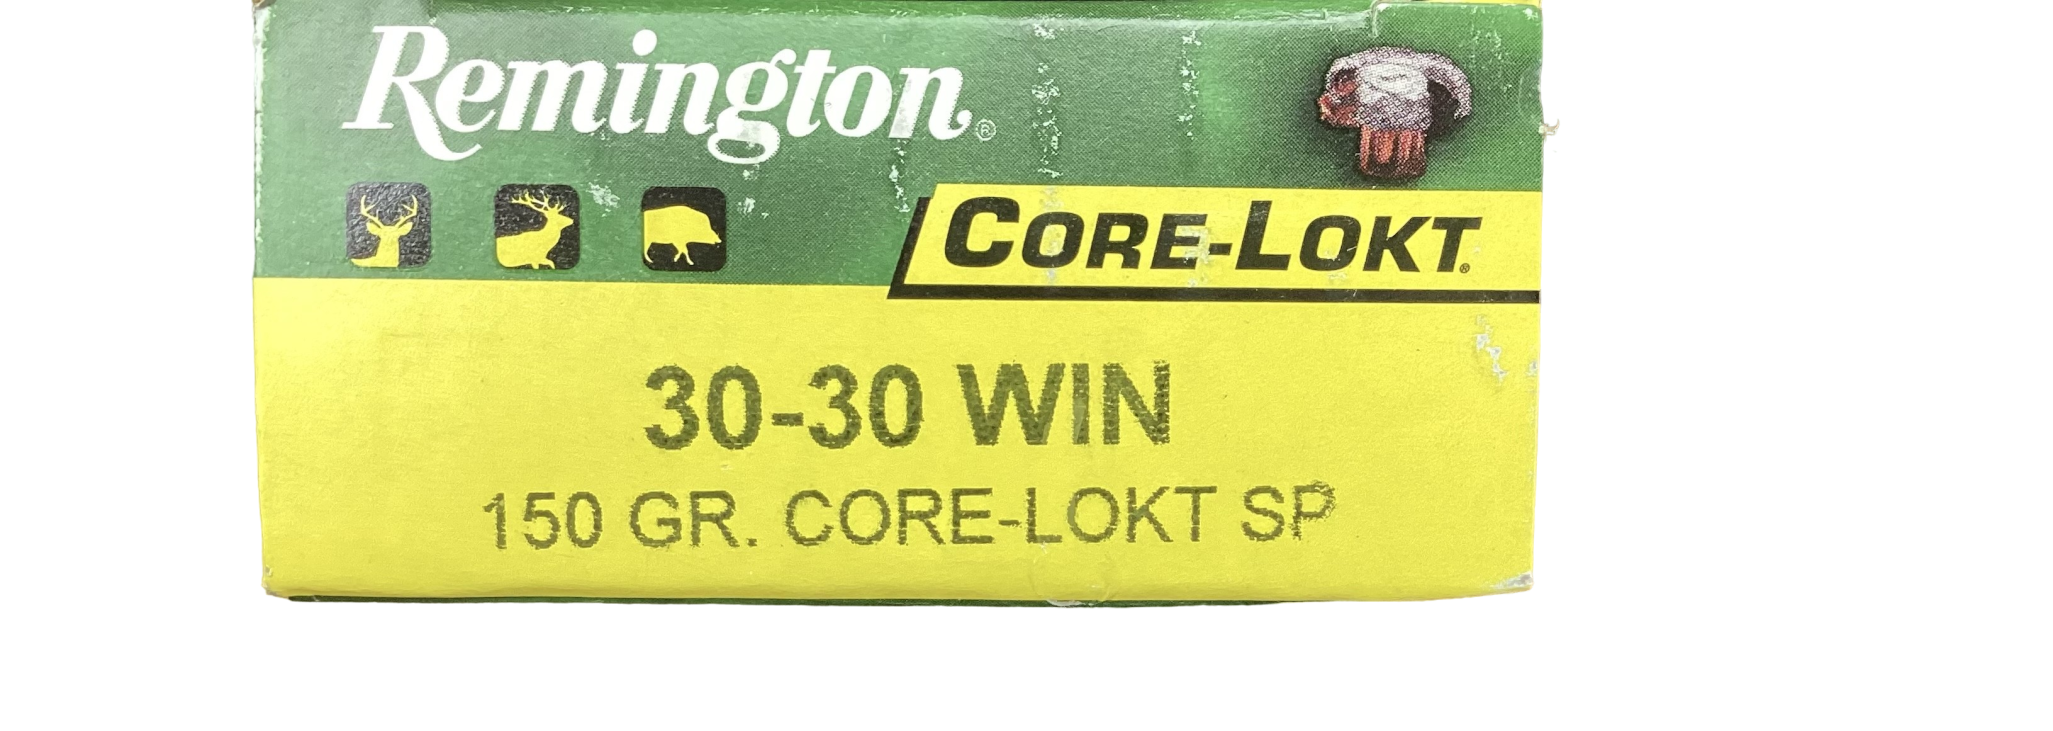 Remington®
CORE-LOKT®
30-30 WIN
150 GR. CORE-LOKT SP